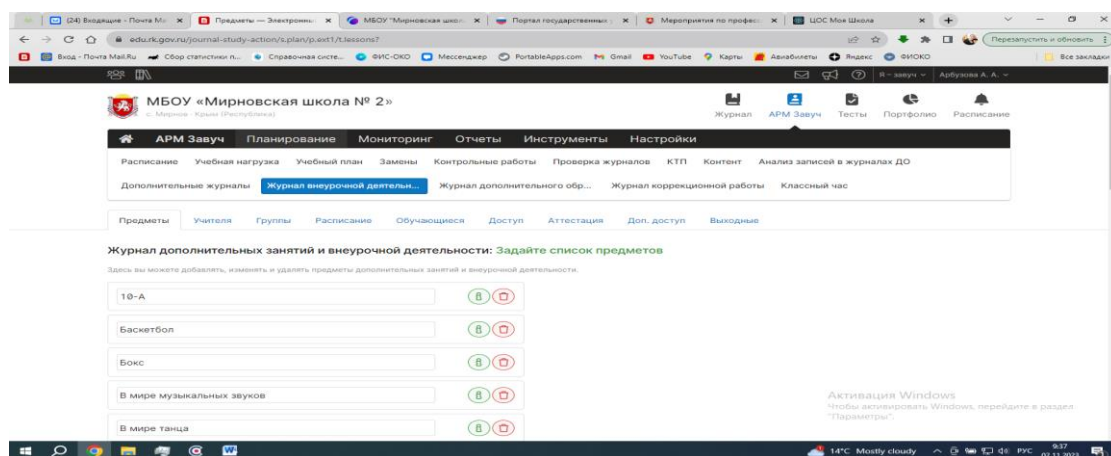 (24) Входящие - Почта Ma
Предметы — Электронны
МБОУ "Мирновская школ
Портал государственных
Мероприятия по професс
ЦОС Моя Школа
edu.rk.gov.ru/journal-study-action/s.plan/p.ext1/t.lessons?
Перезапустить и обновить
Вход - Почта Mail.Ru
Сбор статистики п...
Справочная систе...
ФИС-ОКО
Мессенджер
PortableApps.com
Gmail
YouTube
Карты
Авиабилеты
Яндекс
ФИОКО
Все закладки
Я - завуч
Арбузова А. А.
МБОУ «Мирновская школа № 2»
с. Мирное - Крым (Республика)
Журнал
АРМ Завуч
Тесты
Портфолио
Расписание
АРМ Завуч
Планирование
Мониторинг
Отчеты
Инструменты
Настройки
Расписание
Учебная нагрузка
Учебный план
Замены
Контрольные работы
Проверка журналов
КТП
Контент
Анализ записей в журналах ДО
Дополнительные журналы
Журнал внеурочной деятельн...
Журнал дополнительного обр...
Журнал коррекционной работы
Классный час
Предметы
Учителя
Группы
Расписание
Обучающиеся
Доступ
Аттестация
Доп. доступ
Выходные
Журнал дополнительных занятий и внеурочной деятельности: Задайте список предметов
Здесь вы можете добавлять, изменять и удалять предметы дополнительных занятий и внеурочной деятельности.
10-А
Баскетбол
Бокс
В мире музыкальных звуков
В мире танца
Активация Windows
Чтобы активировать Windows, перейдите в раздел
"Параметры".
14°C Mostly cloudy
РУС
9:37
07.11.2023